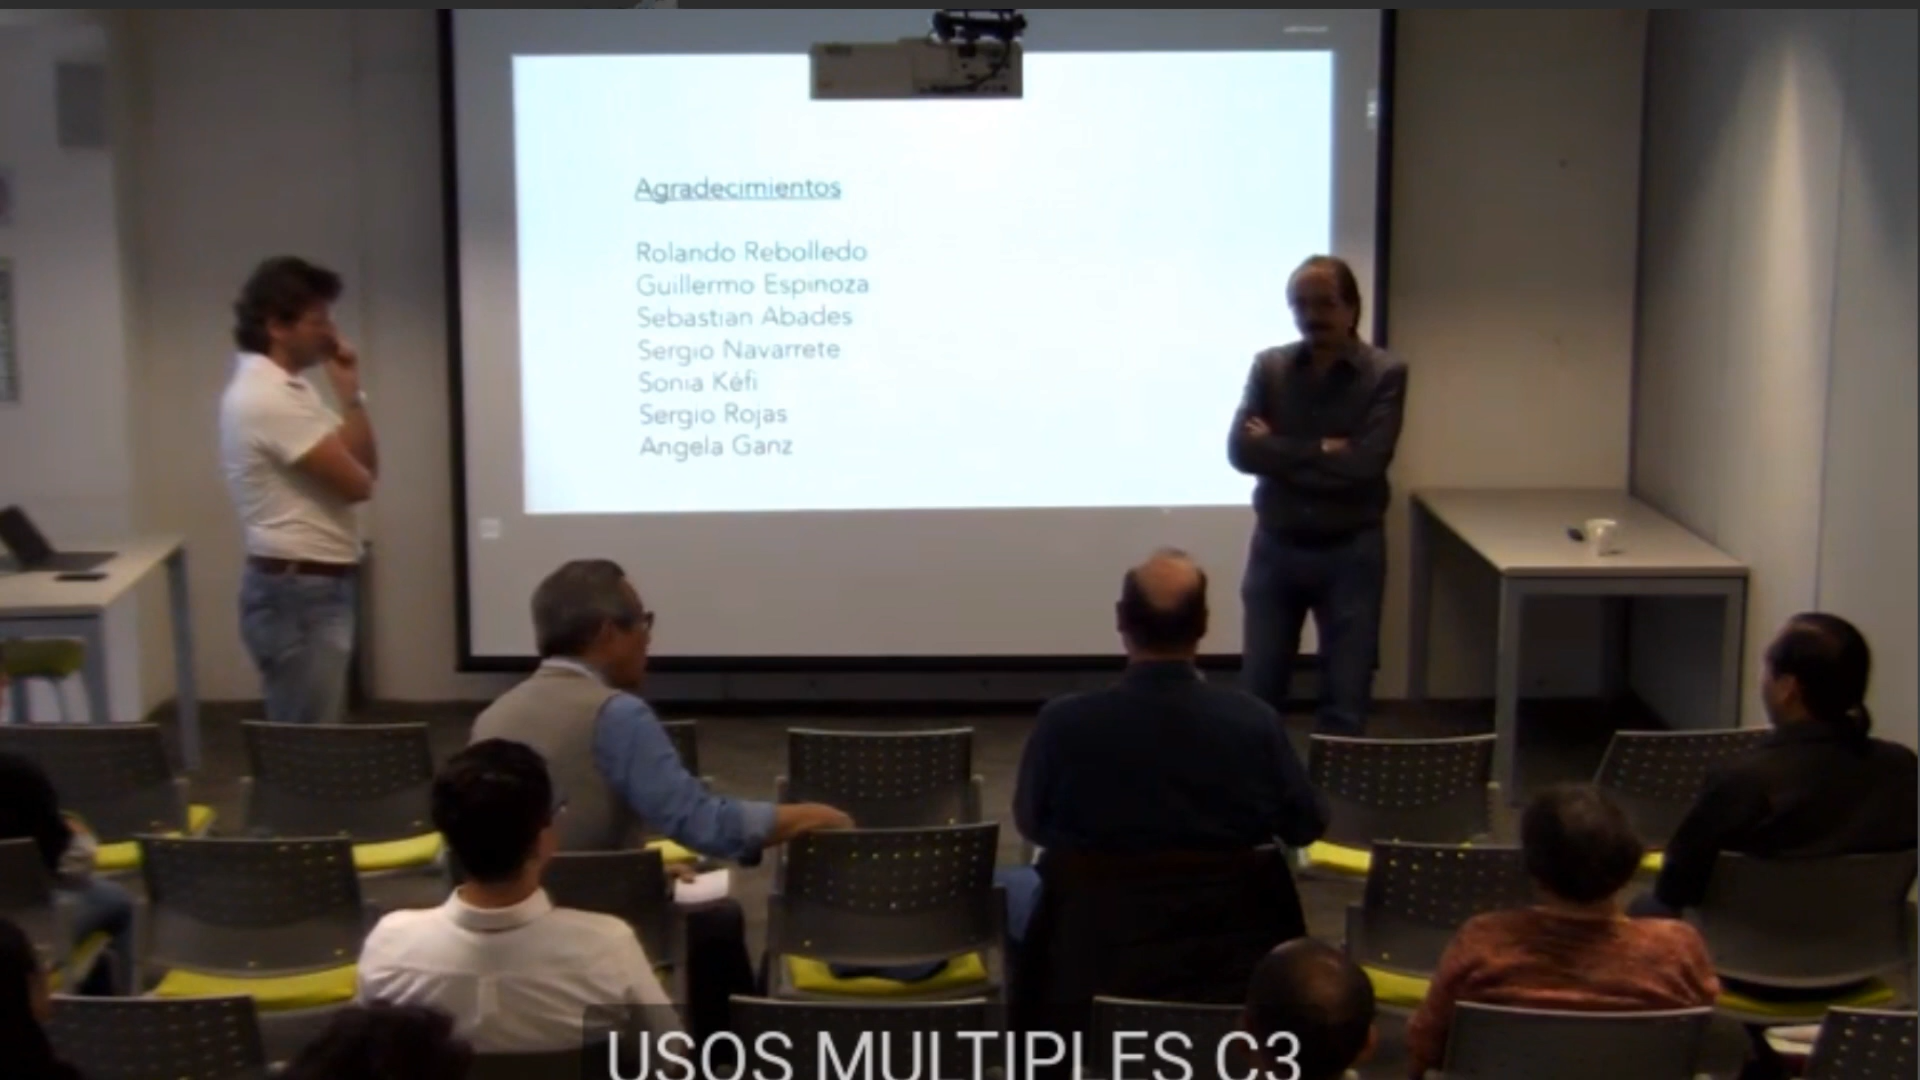 Agradecimientos
Rolando Rebolledo
Guillermo Espinoza
Sebastian Abades
Sergio Navarrete
Sonia Kéfi
Sergio Rojas
Angela Ganz
USOS MULTIPLES C3